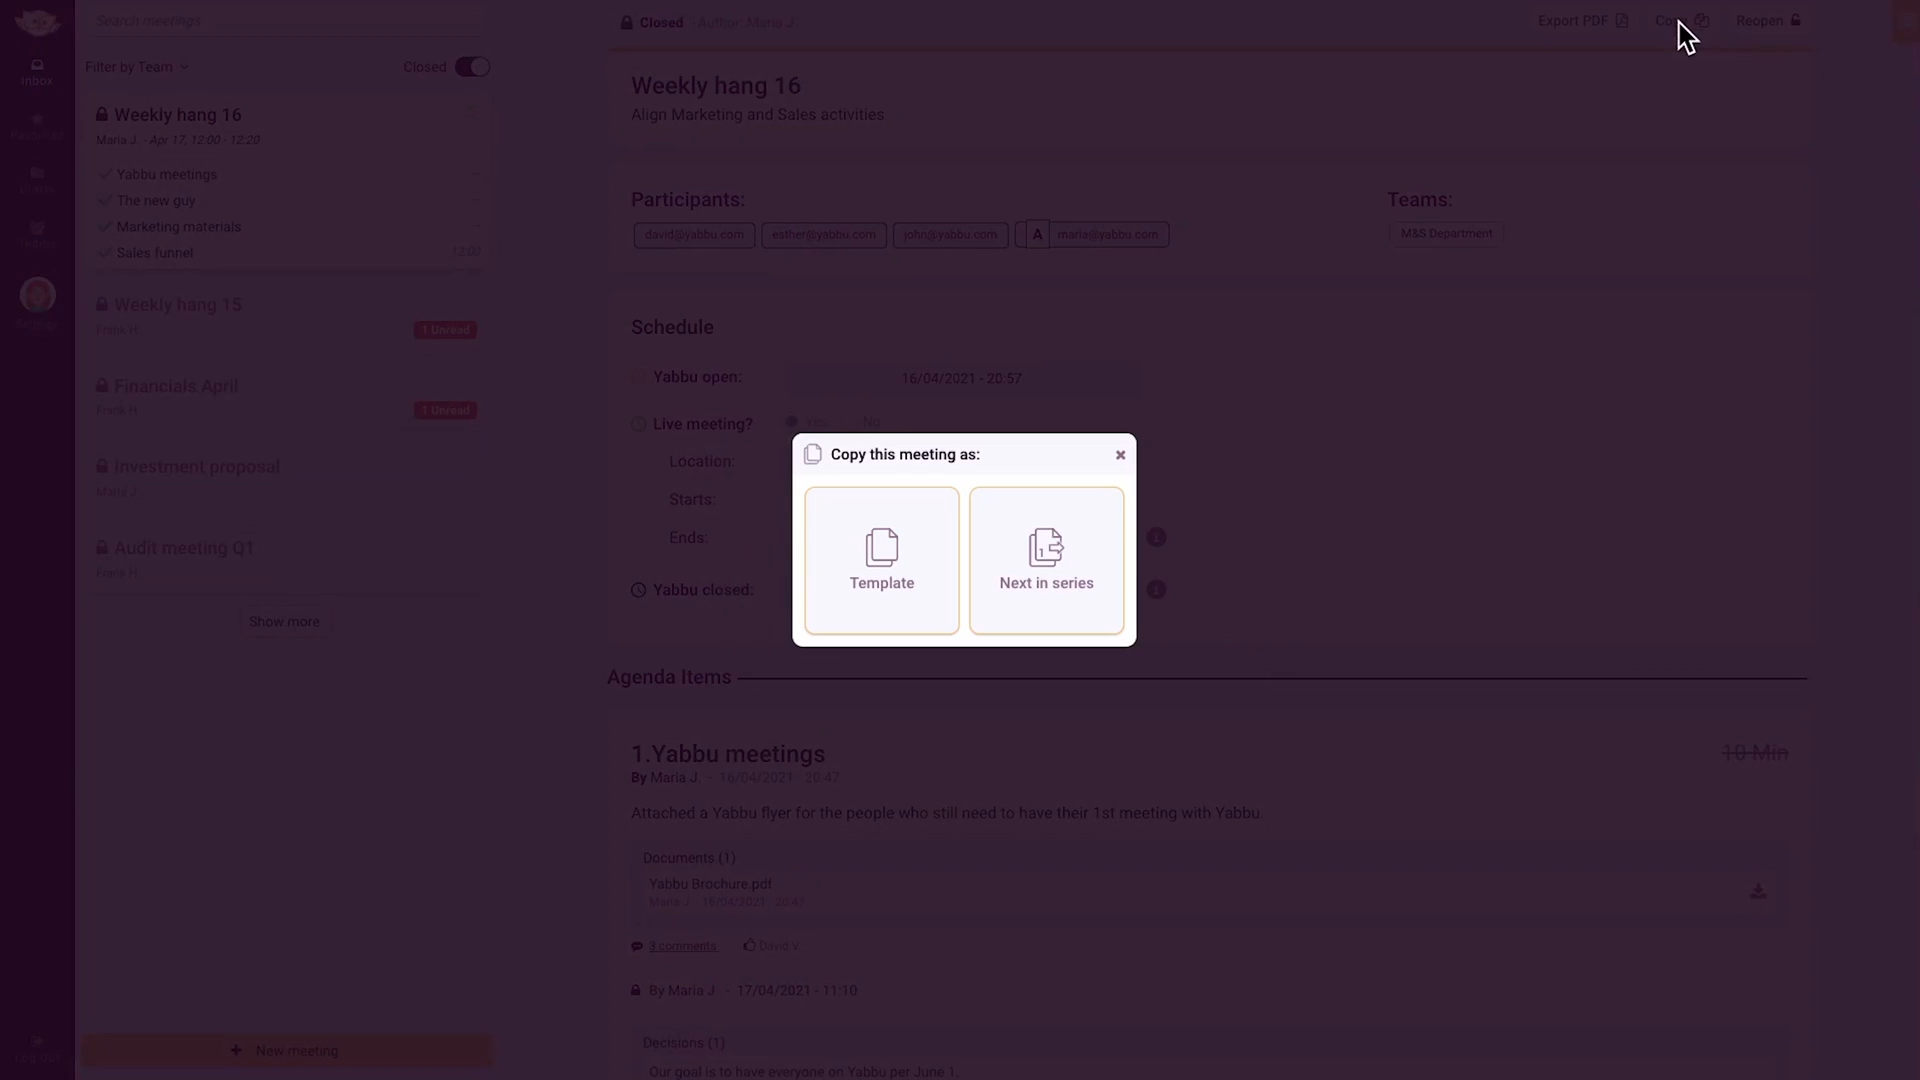 Search meetings
Closed - Author: Maria J.
Export PDF
Copy
Reopen
Inbox
Filter by Team
Closed
Weekly hang 16
Maria J. - Apr 17, 12:00 - 12:20
Yabbu meetings
The new guy
Marketing materials
Sales funnel
12:00
Weekly hang 15
Frank H.
1 Unread
Financials April
Frank H.
1 Unread
Investment proposal
Maria J.
Audit meeting Q1
Frank H.
Show more
New meeting
Log Out
Weekly hang 16
Align Marketing and Sales activities
Participants:
david@yabbu.com
esther@yabbu.com
john@yabbu.com
A
maria@yabbu.com
Teams:
M&S Department
Schedule
Yabbu open:
16/04/2021 - 20:57
Live meeting?
Yes
No
Location:
Starts:
Ends:
Yabbu closed:
Copy this meeting as:
Template
Next in series
Agenda Items
1.Yabbu meetings
10 Min
By Maria J. - 16/04/2021 - 20:47
Attached a Yabbu flyer for the people who still need to have their 1st meeting with Yabbu.
Documents (1)
Yabbu Brochure.pdf
Maria J. - 16/04/2021 - 20:47
3 comments
David V.
By Maria J. - 17/04/2021 - 11:10
Decisions (1)
Our goal is to have everyone on Yabbu per June 1.